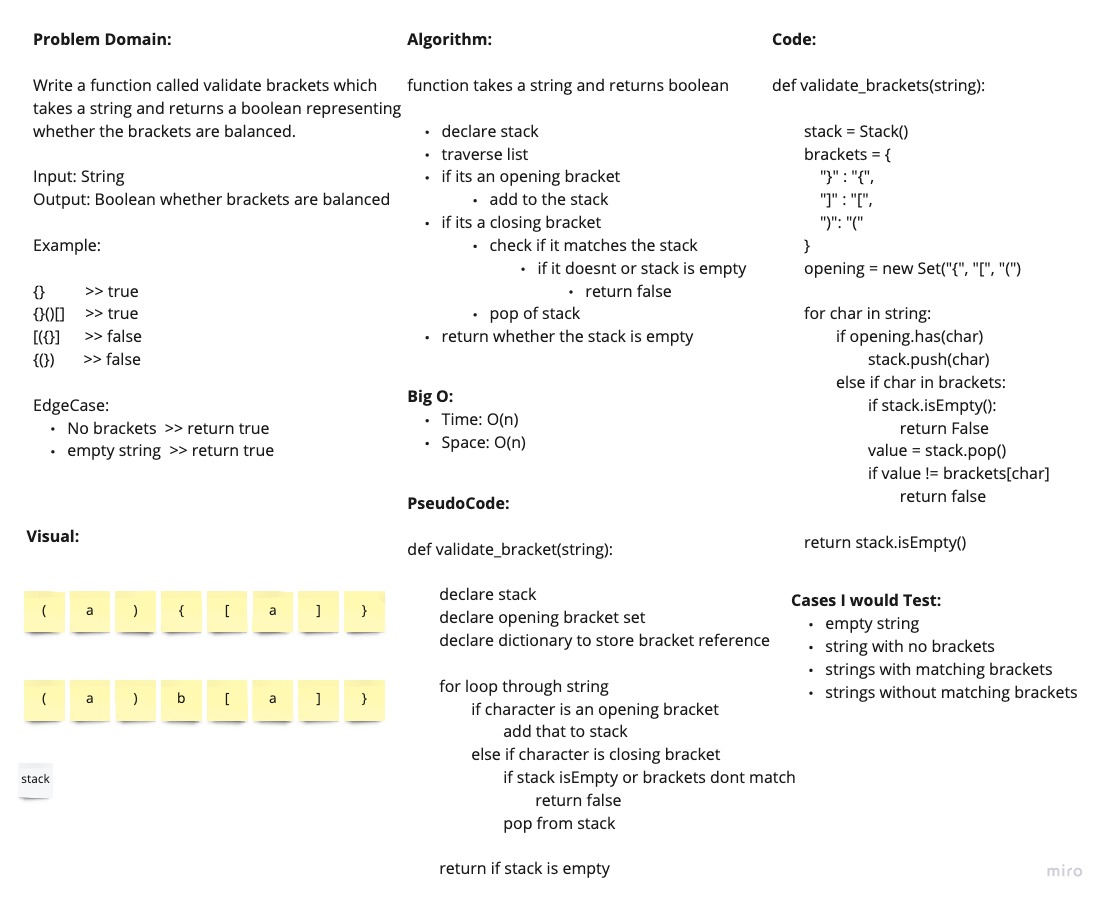 Problem Domain:
Write a function called validate brackets which
takes a string and returns a boolean representing
whether the brackets are balanced.
Input: String
Output: Boolean whether brackets are balanced
Example:
{} >> true
{}()[] >> true
[({}] >> false
{(}) >> false
EdgeCase:
• No brackets >> return true
• empty string >> return true
Visual:
( a ) { [ a ] }
( a ) b [ a ] }
stack
Algorithm:
function takes a string and returns boolean
• declare stack
• traverse list
• if its an opening bracket
• add to the stack
• if its a closing bracket
• check if it matches the stack
• if it doesnt or stack is empty
• return false
• pop of stack
• return whether the stack is empty
Big O:
• Time: O(n)
• Space: O(n)
PseudoCode:
def validate_bracket(string):
declare stack
declare opening bracket set
declare dictionary to store bracket reference
for loop through string
if character is an opening bracket
add that to stack
else if character is closing bracket
if stack isEmpty or brackets dont match
return false
pop from stack
return if stack is empty
Code:
def validate_brackets(string):
stack = Stack()
brackets = {
"}" : "{",
"]" : "[",
")": "("
}
opening = new Set("{", "[", "(")
for char in string:
if opening.has(char)
stack.push(char)
else if char in brackets:
if stack.isEmpty():
return False
value = stack.pop()
if value != brackets[char]
return false
return stack.isEmpty()
Cases I would Test:
• empty string
• string with no brackets
• strings with matching brackets
• strings without matching brackets
miro